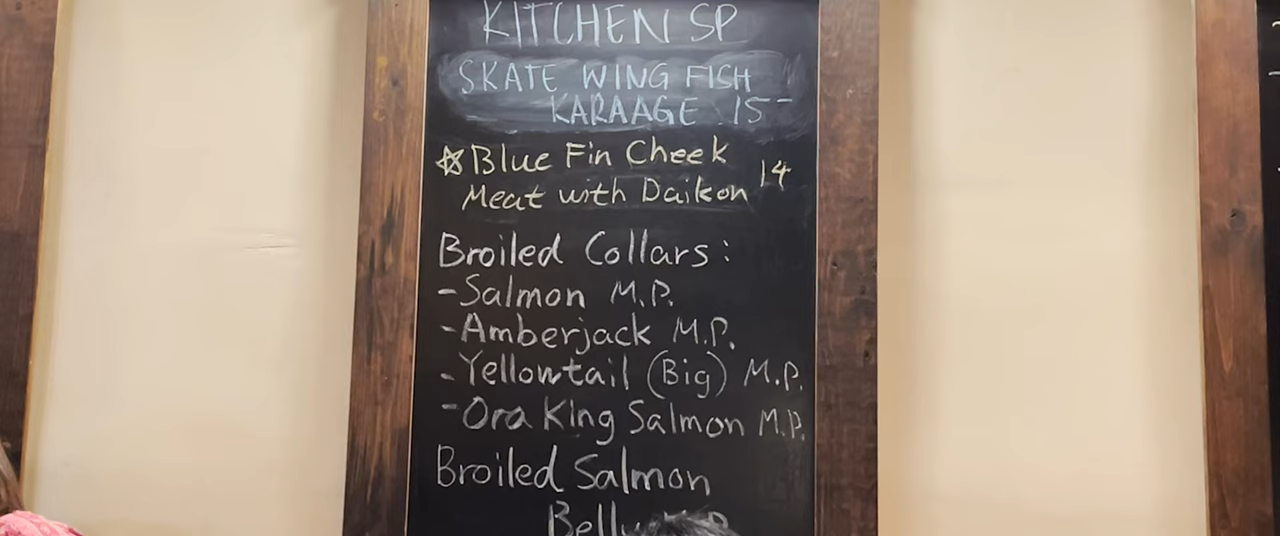 KITCHEN SP
SKATE WING FISH
KARAAGE 15-
☆Blue Fin Cheek
Meat with Daikon 14
Broiled Collars:
-Salmon M.P.
-Amberjack M.P.
-Yellowtail (Big) M.P.
-Ora King Salmon M.P.
Broiled Salmon
Belly